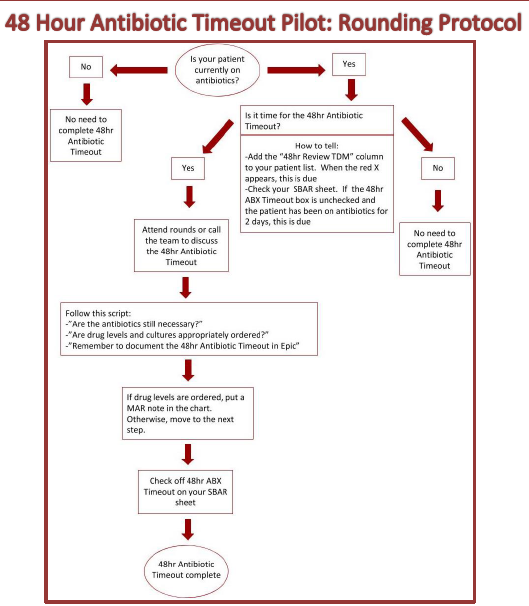 48 Hour Antibiotic Timeout Pilot: Rounding Protocol
Is your patient
currently on
antibiotics?
No
Yes
No need to
complete 48hr
Antibiotic
Timeout
Is it time for the 48hr Antibiotic
Timeout?
How to tell:
-Add the “48hr Review TDM” column
to your patient list. When the red X
appears, this is due
-Check your SBAR sheet. If the 48hr
ABX Timeout box is unchecked and
the patient has been on antibiotics for
2 days, this is due
Yes
No
Attend rounds or call
the team to discuss
the 48hr Antibiotic
Timeout
No need to
complete 48hr
Antibiotic
Timeout
Follow this script:
-“Are the antibiotics still necessary?”
-“Are drug levels and cultures appropriately ordered?”
-“Remember to document the 48hr Antibiotic Timeout in Epic”
If drug levels are ordered, put a
MAR note in the chart.
Otherwise, move to the next
step.
Check off 48hr ABX
Timeout on your SBAR
sheet
48hr Antibiotic
Timeout complete